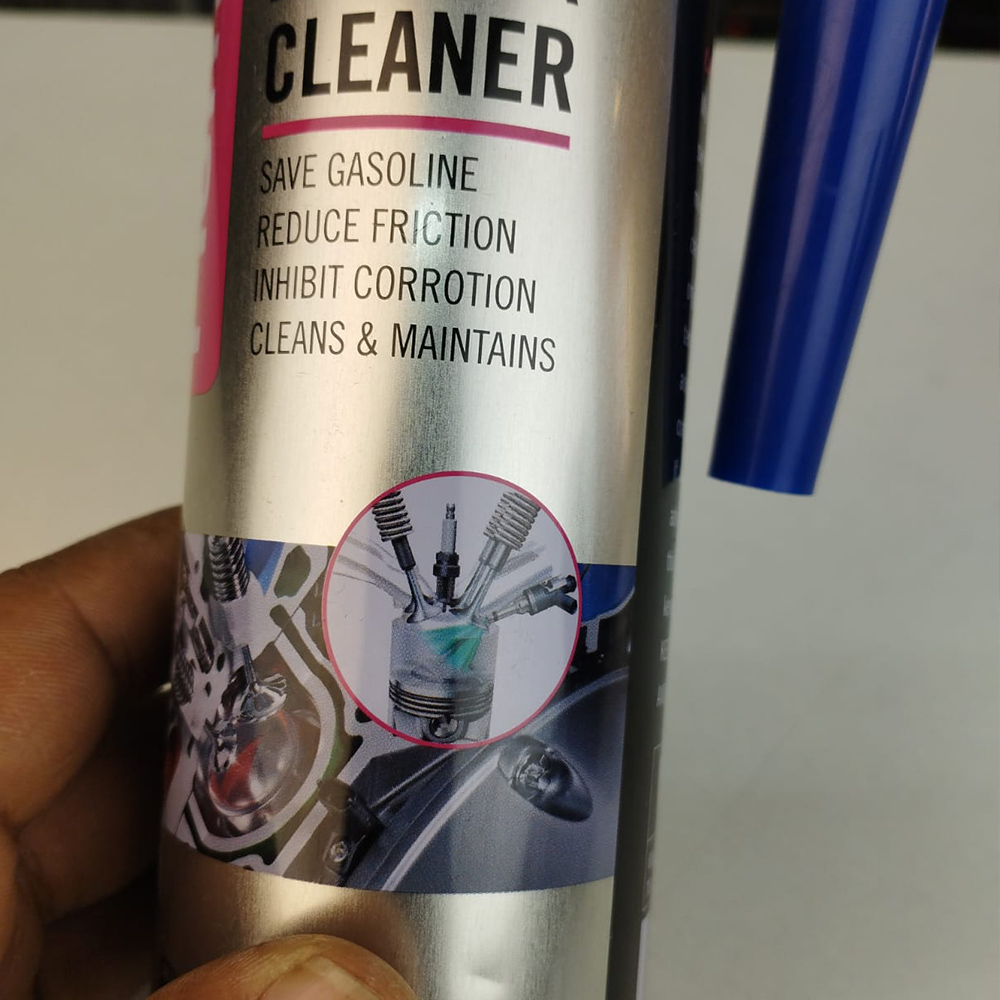 CLEANER
SAVE GASOLINE
REDUCE FRICTION
INHIBIT CORROTION
CLEANS & MAINTAINS